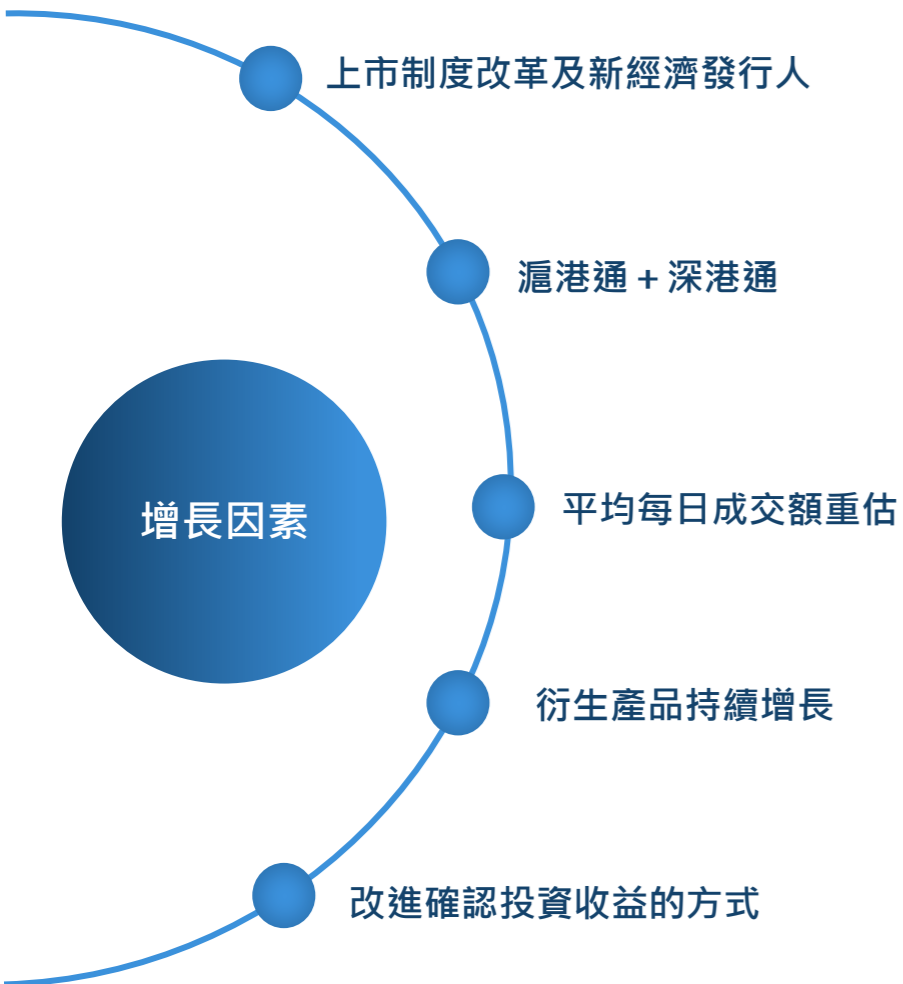 上市制度改革及新經濟發行人
滬港通 + 深港通
平均每日成交額重估
增長因素
衍生產品持續增長
改進確認投資收益的方式